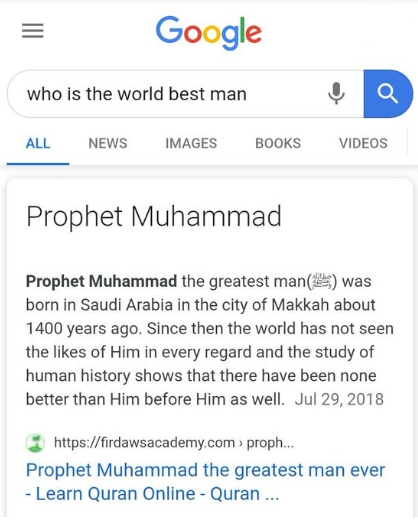 Google
who is the world best man
ALL NEWS IMAGES BOOKS VIDEOS
Prophet Muhammad
Prophet Muhammad the greatest man(ﷺ) was
born in Saudi Arabia in the city of Makkah about
1400 years ago. Since then the world has not seen
the likes of Him in every regard and the study of
human history shows that there have been none
better than Him before Him as well. Jul 29, 2018
https://firdawsacademy.com › proph...
Prophet Muhammad the greatest man ever
- Learn Quran Online - Quran ...